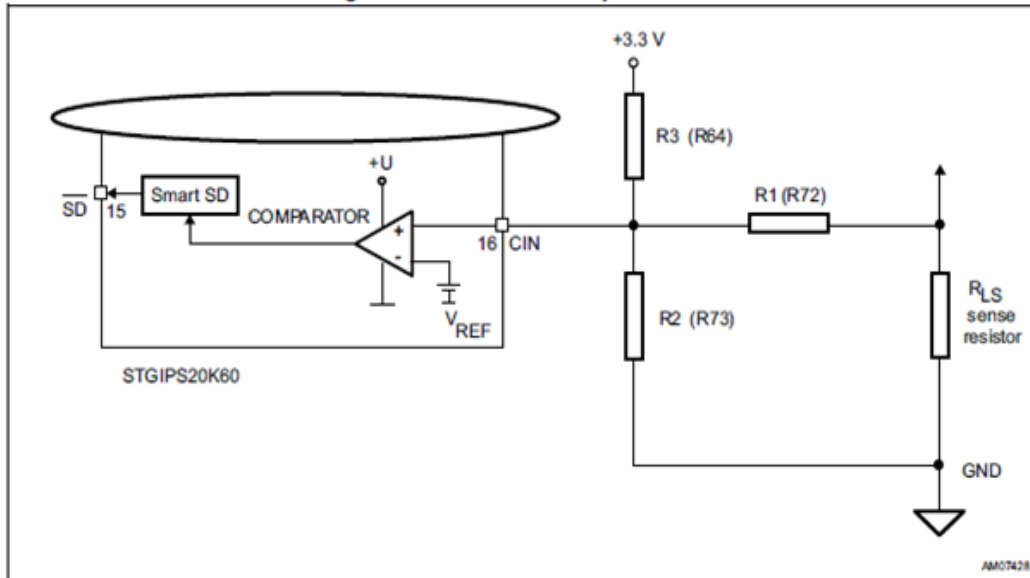 +3.3 V
R3 (R64)
+U
Smart SD
SD
15
COMPARATOR
+
-
16
CIN
R1(R72)
VREF
R2 (R73)
RLS
sense
resistor
STGIPS20K60
GND
AM07428